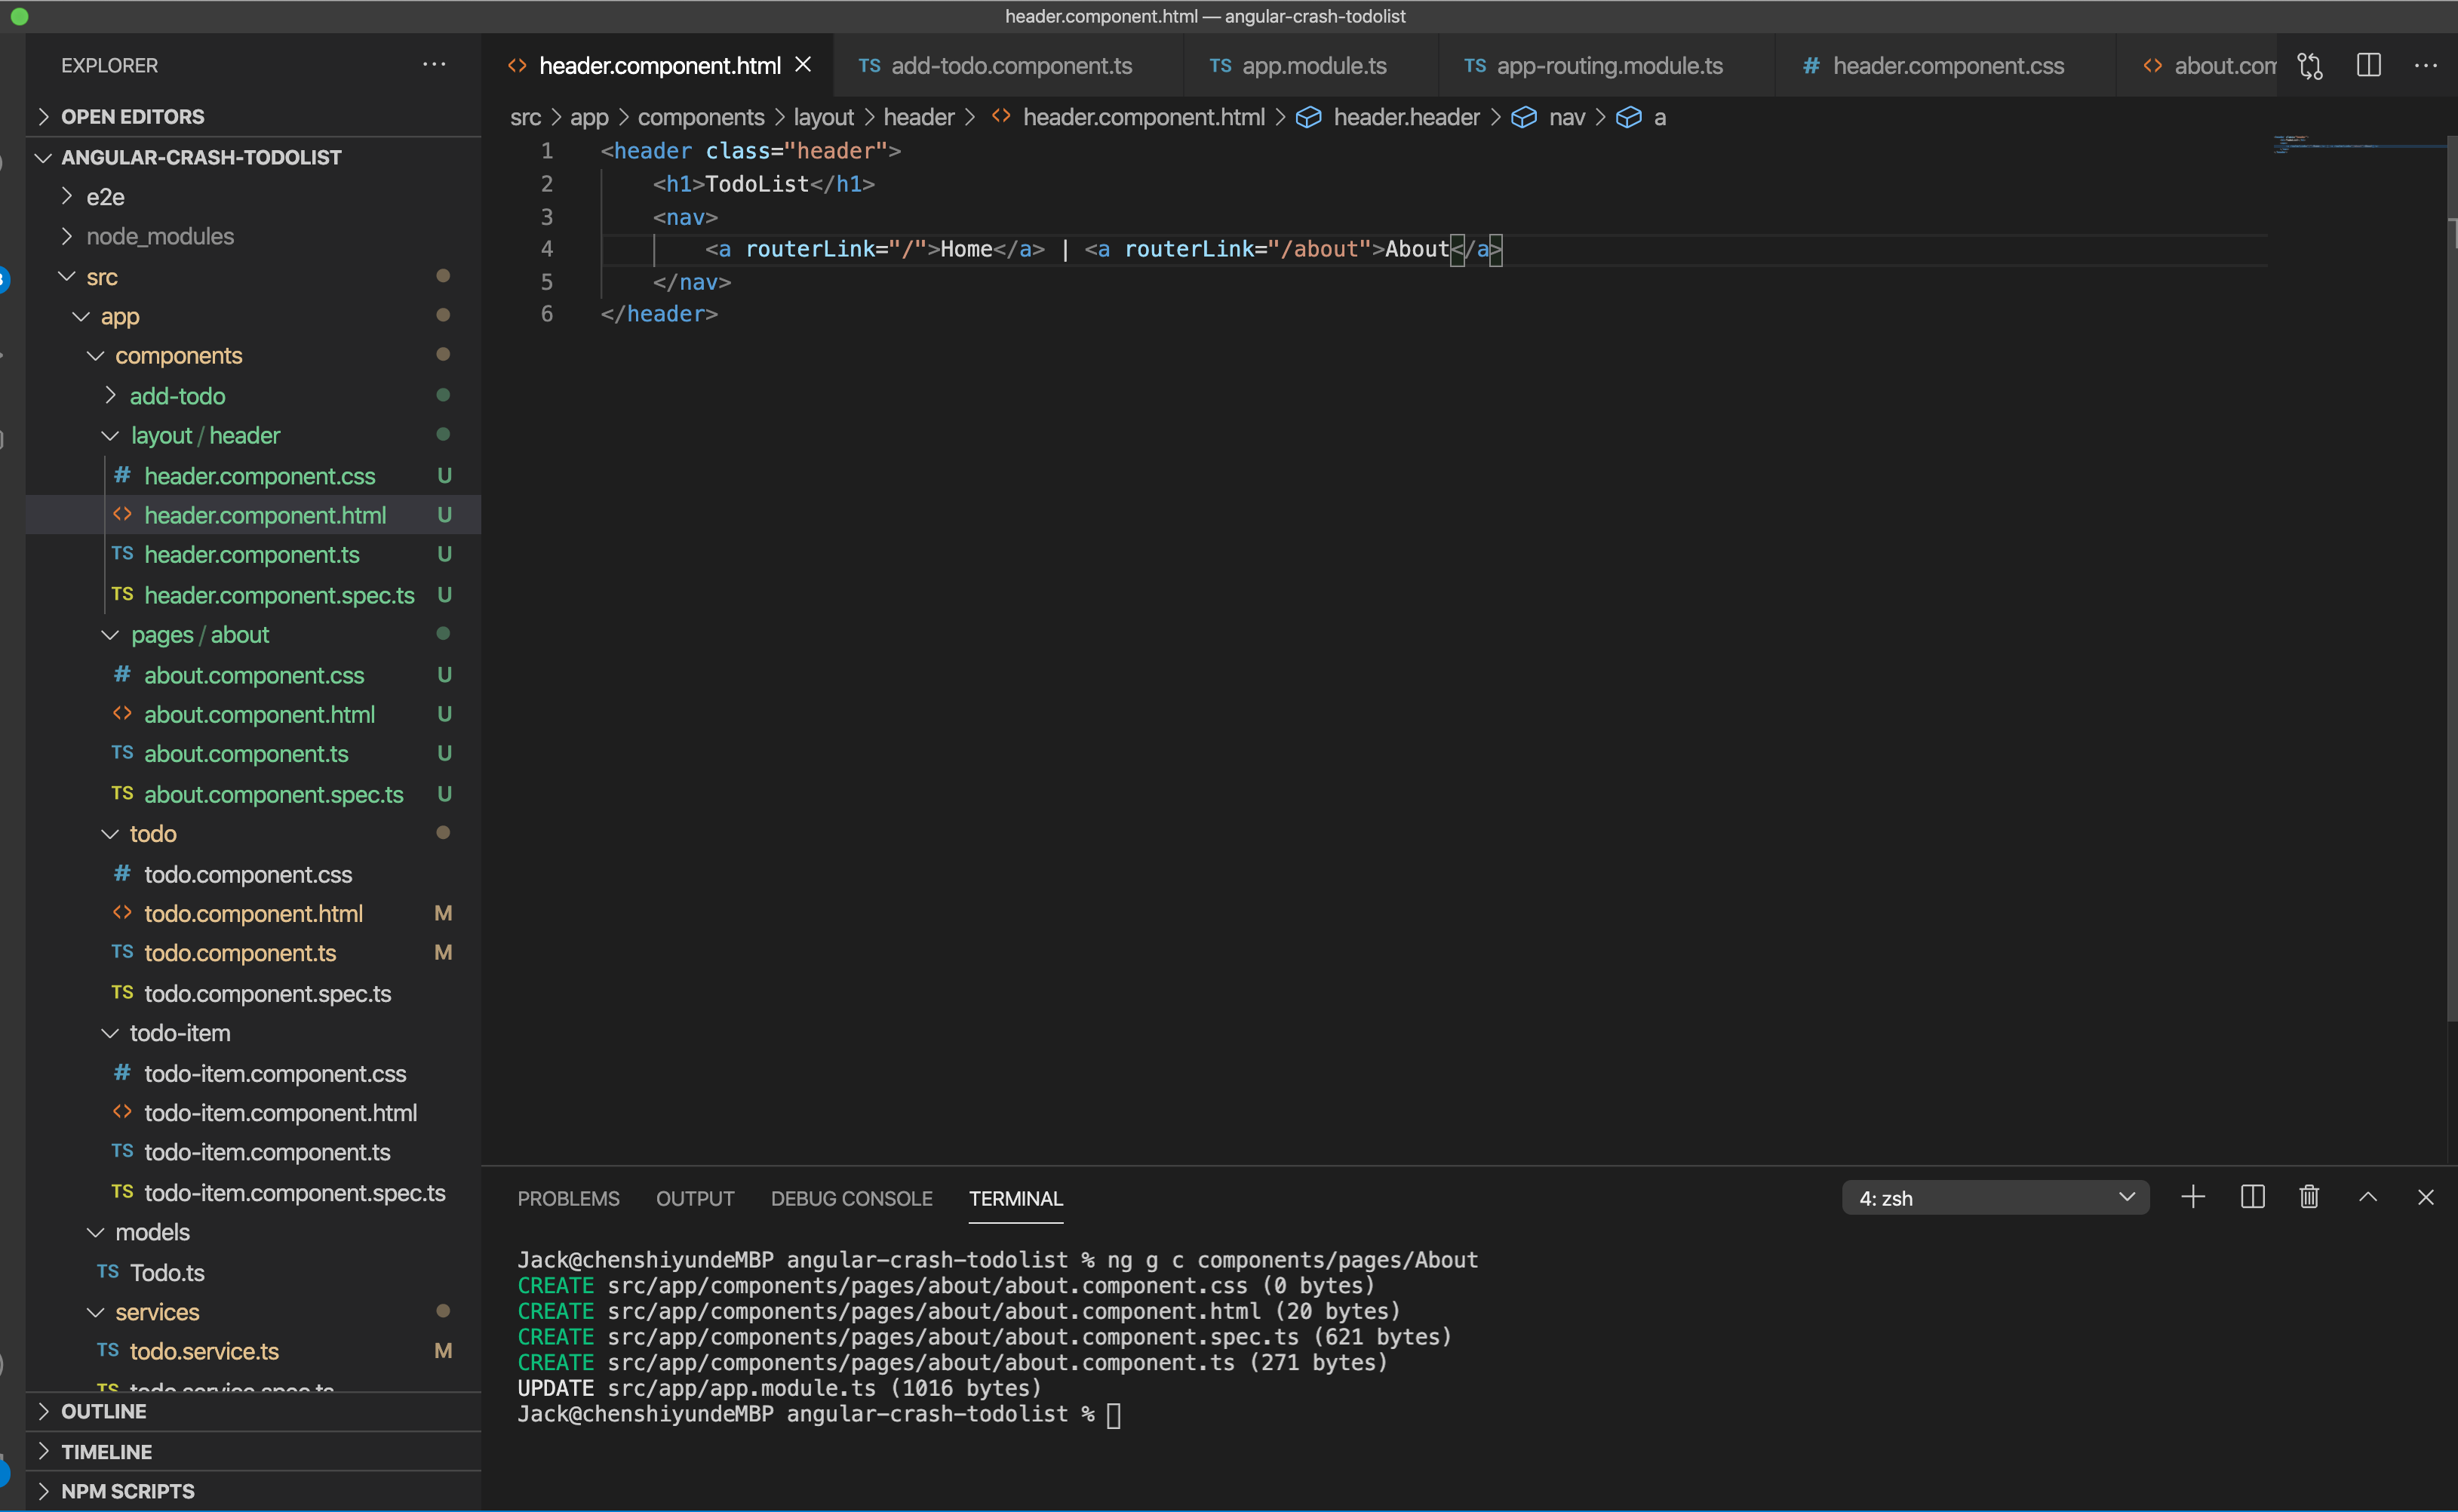 header.component.html — angular-crash-todolist
EXPLORER
OPEN EDITORS
ANGULAR-CRASH-TODOLIST
e2e
node_modules
src
app
components
add-todo
layout / header
# header.component.css U
<> header.component.html U
TS header.component.ts U
TS header.component.spec.ts U
pages / about
# about.component.css U
<> about.component.html U
TS about.component.ts U
TS about.component.spec.ts U
todo
# todo.component.css
<> todo.component.html M
TS todo.component.ts M
TS todo.component.spec.ts
todo-item
# todo-item.component.css
<> todo-item.component.html
TS todo-item.component.ts
TS todo-item.component.spec.ts
models
TS Todo.ts
services
TS todo.service.ts M
TS todo.service.spec.ts
OUTLINE
TIMELINE
NPM SCRIPTS
<> header.component.html TS add-todo.component.ts TS app.module.ts TS app-routing.module.ts # header.component.css <> about.com
src > app > components > layout > header > <> header.component.html > header.header > nav > a
1 <header class="header">
2 <h1>TodoList</h1>
3 <nav>
4 <a routerLink="/">Home</a> | <a routerLink="/about">About</a>
5 </nav>
6 </header>
PROBLEMS OUTPUT DEBUG CONSOLE TERMINAL 4: zsh
Jack@chenshiyundeMBP angular-crash-todolist % ng g c components/pages/About
CREATE src/app/components/pages/about/about.component.css (0 bytes)
CREATE src/app/components/pages/about/about.component.html (20 bytes)
CREATE src/app/components/pages/about/about.component.spec.ts (621 bytes)
CREATE src/app/components/pages/about/about.component.ts (271 bytes)
UPDATE src/app/app.module.ts (1016 bytes)
Jack@chenshiyundeMBP angular-crash-todolist %